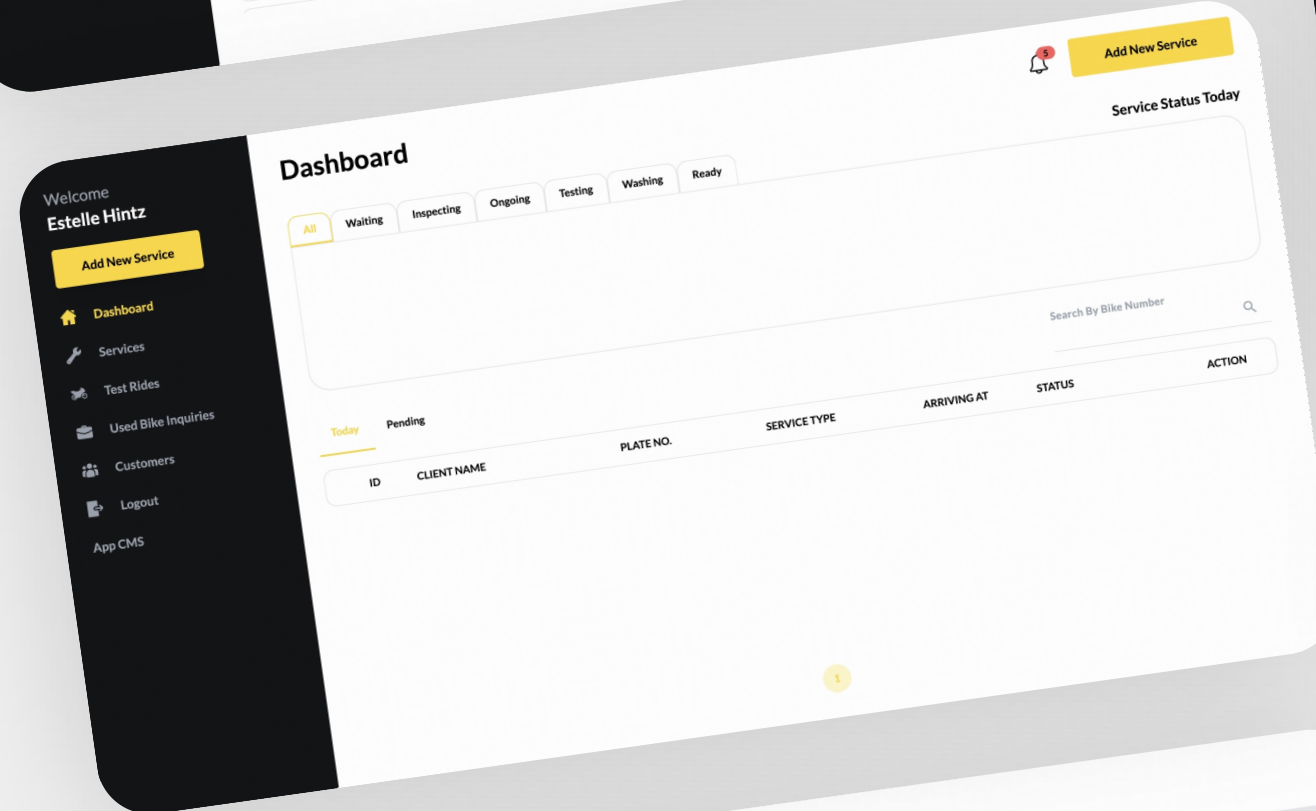 Welcome
Estelle Hintz
Add New Service
Dashboard
Services
Test Rides
Used Bike Inquiries
Customers
Logout
App CMS
Dashboard
5
Add New Service
Service Status Today
All
Waiting
Inspecting
Ongoing
Testing
Washing
Ready
Search By Bike Number
Today
Pending
ID
CLIENT NAME
PLATE NO.
SERVICE TYPE
ARRIVING AT
STATUS
ACTION
1